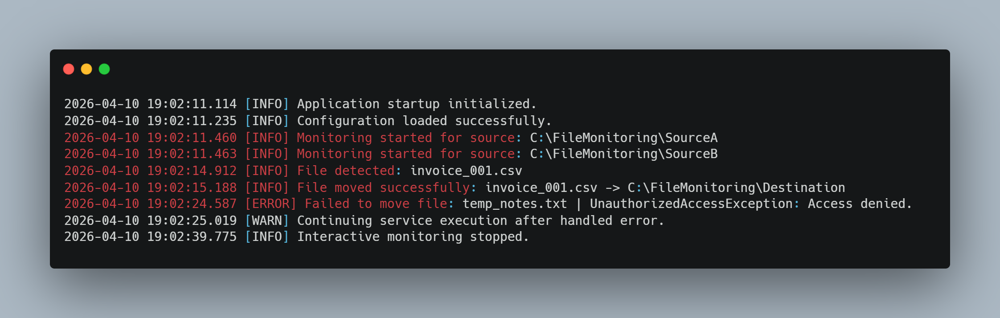 2026-04-10 19:02:11.114 [INFO] Application startup initialized.
2026-04-10 19:02:11.235 [INFO] Configuration loaded successfully.
2026-04-10 19:02:11.460 [INFO] Monitoring started for source: C:\FileMonitoring\SourceA
2026-04-10 19:02:11.463 [INFO] Monitoring started for source: C:\FileMonitoring\SourceB
2026-04-10 19:02:14.912 [INFO] File detected: invoice_001.csv
2026-04-10 19:02:15.188 [INFO] File moved successfully: invoice_001.csv -> C:\FileMonitoring\Destination
2026-04-10 19:02:24.587 [ERROR] Failed to move file: temp_notes.txt | UnauthorizedAccessException: Access denied.
2026-04-10 19:02:25.019 [WARN] Continuing service execution after handled error.
2026-04-10 19:02:39.775 [INFO] Interactive monitoring stopped.